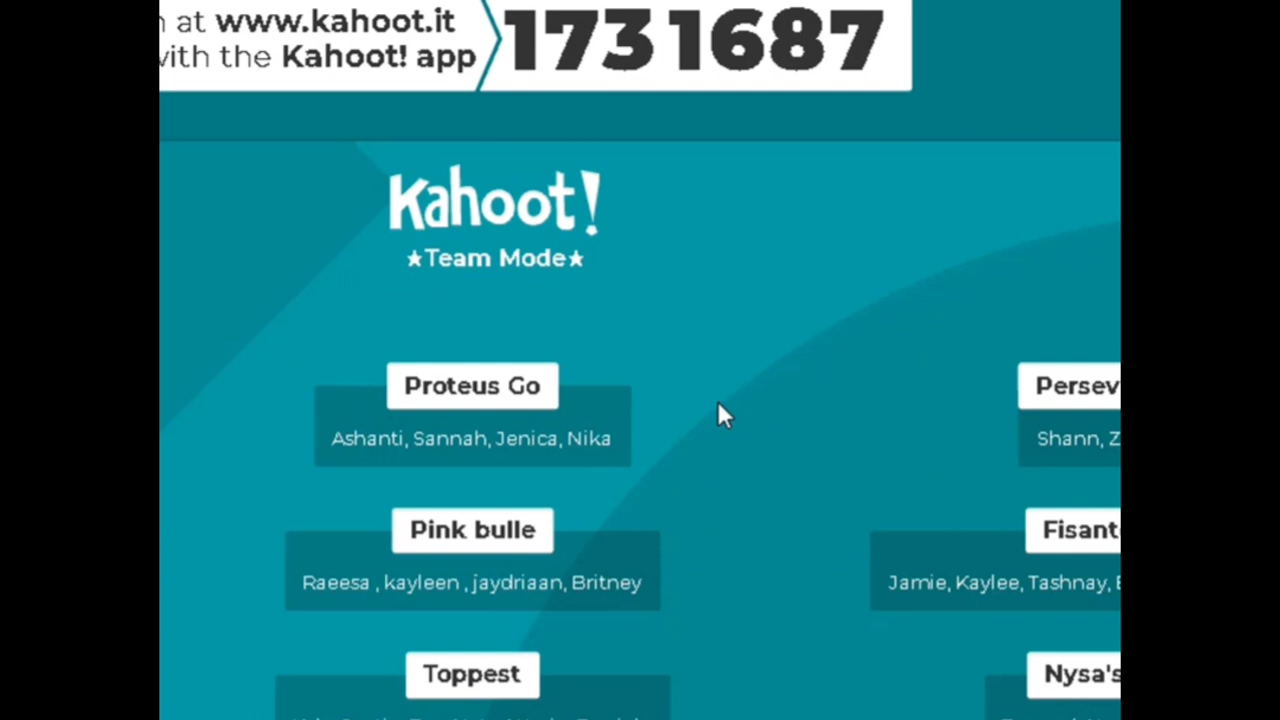 at www.kahoot.it
with the Kahoot! app
1731687
Kahoot!
★Team Mode★
Proteus Go
Ashanti, Sannah, Jenica, Nika
Persev
Shann, Z
Pink bulle
Raeesa , kayleen , jaydriaan, Britney
Fisant
Jamie, Kaylee, Tashnay,
Toppest
Nysa's